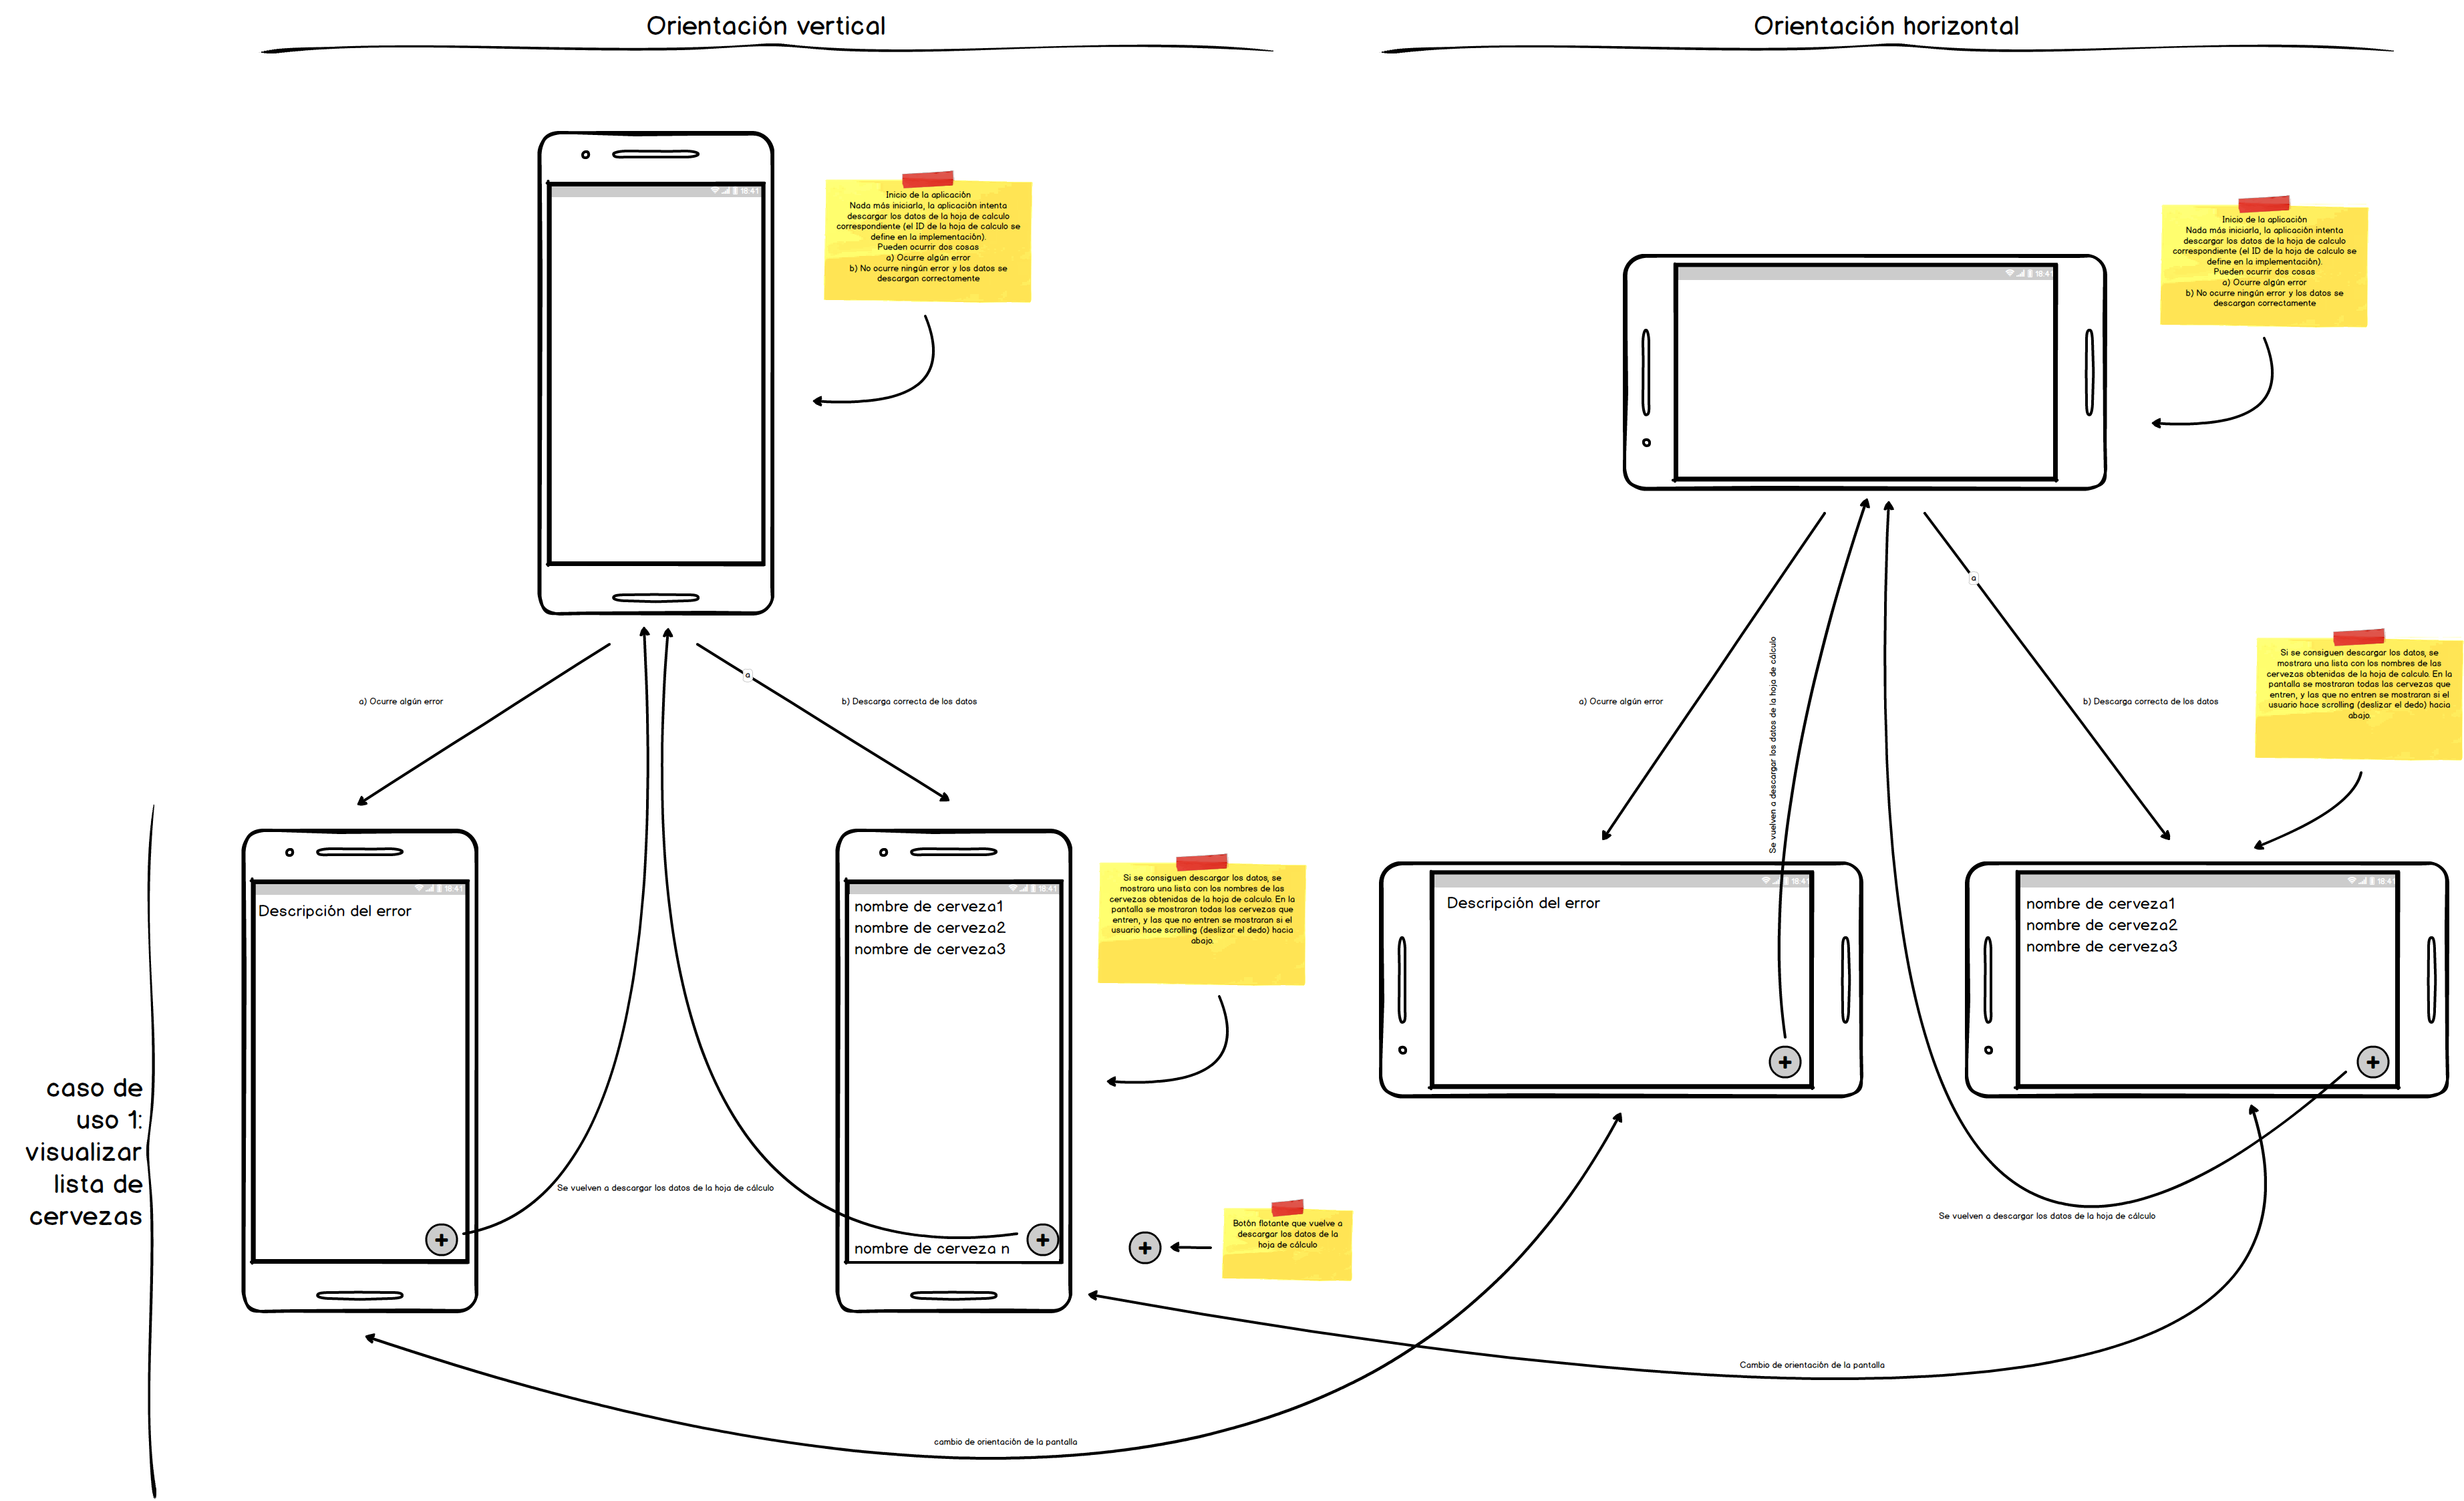 Orientación vertical
Orientación horizontal
18:41
Inicio de la aplicación
Nada más iniciarla, la aplicación intenta
descargar los datos de la hoja de calculo
correspondiente (el ID de la hoja de calculo se
define en la implementación).
Pueden ocurrir dos cosas
a) Ocurre algún error
b) No ocurre ningún error y los datos se
descargan correctamente
18:41
Inicio de la aplicación
Nada más iniciarla, la aplicación intenta
descargar los datos de la hoja de calculo
correspondiente (el ID de la hoja de calculo se
define en la implementación).
Pueden ocurrir dos cosas
a) Ocurre algún error
b) No ocurre ningún error y los datos se
descargan correctamente
a) Ocurre algún error
a
b) Descarga correcta de los datos
a) Ocurre algún error
Se vuelven a descargar los datos de la hoja de cálculo
a
b) Descarga correcta de los datos
Si se consiguen descargar los datos, se
mostrara una lista con los nombres de las
cervezas obtenidas de la hoja de calculo. En la
pantalla se mostraran todas las cervezas que
entren, y las que no entren se mostraran si el
usuario hace scrolling (deslizar el dedo) hacia
abajo.
caso de
uso 1:
visualizar
lista de
cervezas
18:41
Descripción del error
18:41
nombre de cerveza1
nombre de cerveza2
nombre de cerveza3
nombre de cerveza n
Si se consiguen descargar los datos, se
mostrara una lista con los nombres de las
cervezas obtenidas de la hoja de calculo. En la
pantalla se mostraran todas las cervezas que
entren, y las que no entren se mostraran si el
usuario hace scrolling (deslizar el dedo) hacia
abajo.
18:41
Descripción del error
18:41
nombre de cerveza1
nombre de cerveza2
nombre de cerveza3
Se vuelven a descargar los datos de la hoja de cálculo
Botón flotante que vuelve a
descargar los datos de la
hoja de cálculo
Se vuelven a descargar los datos de la hoja de cálculo
Cambio de orientación de la pantalla
cambio de orientación de la pantalla